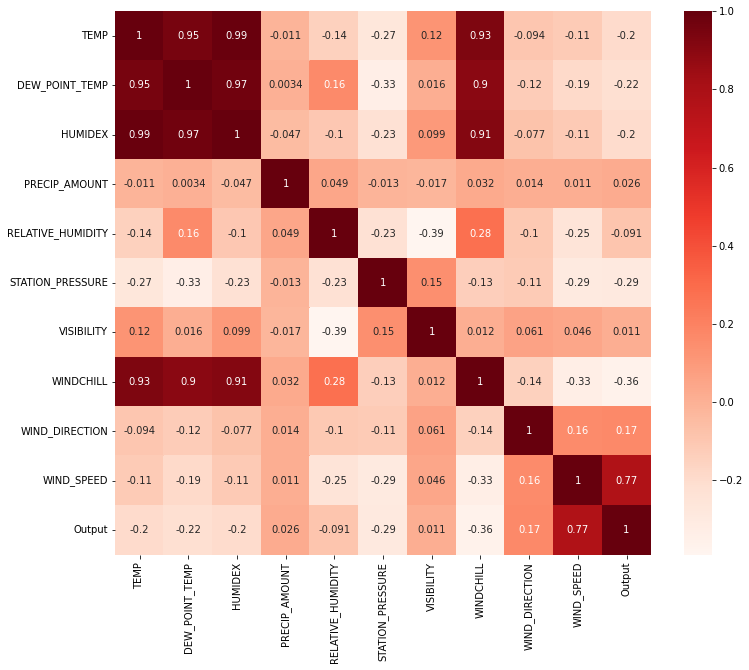 TEMP 1 0.95 0.99 -0.011 -0.14 -0.27 0.12 0.93 -0.094 -0.11 -0.2
DEW_POINT_TEMP 0.95 1 0.97 0.0034 0.16 -0.33 0.016 0.9 -0.12 -0.19 -0.22
HUMIDEX 0.99 0.97 1 -0.047 -0.1 -0.23 0.099 0.91 -0.077 -0.11 -0.2
PRECIP_AMOUNT -0.011 0.0034 -0.047 1 0.049 -0.013 -0.017 0.032 0.014 0.011 0.026
RELATIVE_HUMIDITY -0.14 0.16 -0.1 0.049 1 -0.23 -0.39 0.28 -0.1 -0.25 -0.091
STATION_PRESSURE -0.27 -0.33 -0.23 -0.013 -0.23 1 0.15 -0.13 -0.11 -0.29 -0.29
VISIBILITY 0.12 0.016 0.099 -0.017 -0.39 0.15 1 0.012 0.061 0.046 0.011
WINDCHILL 0.93 0.9 0.91 0.032 0.28 -0.13 0.012 1 -0.14 -0.33 -0.36
WIND_DIRECTION -0.094 -0.12 -0.077 0.014 -0.1 -0.11 0.061 -0.14 1 0.16 0.17
WIND_SPEED -0.11 -0.19 -0.11 0.011 -0.25 -0.29 0.046 -0.33 0.16 1 0.77
Output -0.2 -0.22 -0.2 0.026 -0.091 -0.29 0.011 -0.36 0.17 0.77 1
TEMP
DEW_POINT_TEMP
HUMIDEX
PRECIP_AMOUNT
RELATIVE_HUMIDITY
STATION_PRESSURE
VISIBILITY
WINDCHILL
WIND_DIRECTION
WIND_SPEED
Output
1.0
0.8
0.6
0.4
0.2
0.0
−0.2